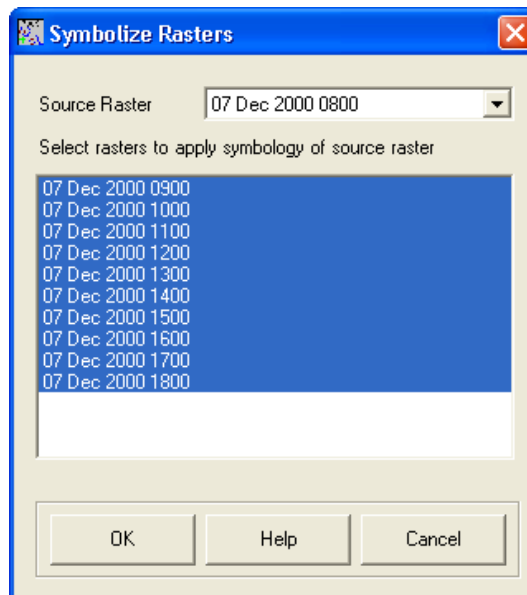 Symbolize Rasters
Source Raster 07 Dec 2000 0800
Select rasters to apply symbology of source raster
07 Dec 2000 0900
07 Dec 2000 1000
07 Dec 2000 1100
07 Dec 2000 1200
07 Dec 2000 1300
07 Dec 2000 1400
07 Dec 2000 1500
07 Dec 2000 1600
07 Dec 2000 1700
07 Dec 2000 1800
OK Help Cancel